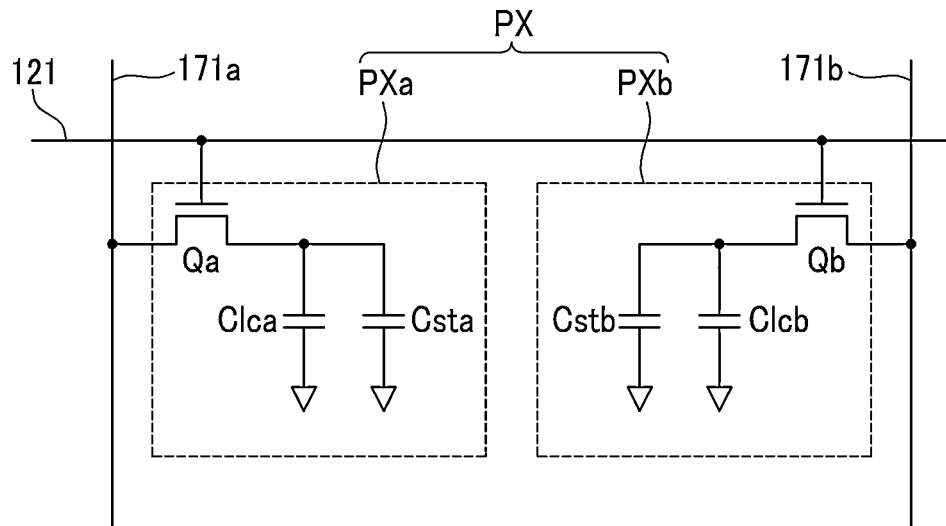 PX
121
171a
PXa
PXb
171b
Qa
Qb
Clca
Csta
Cstb
Clcb